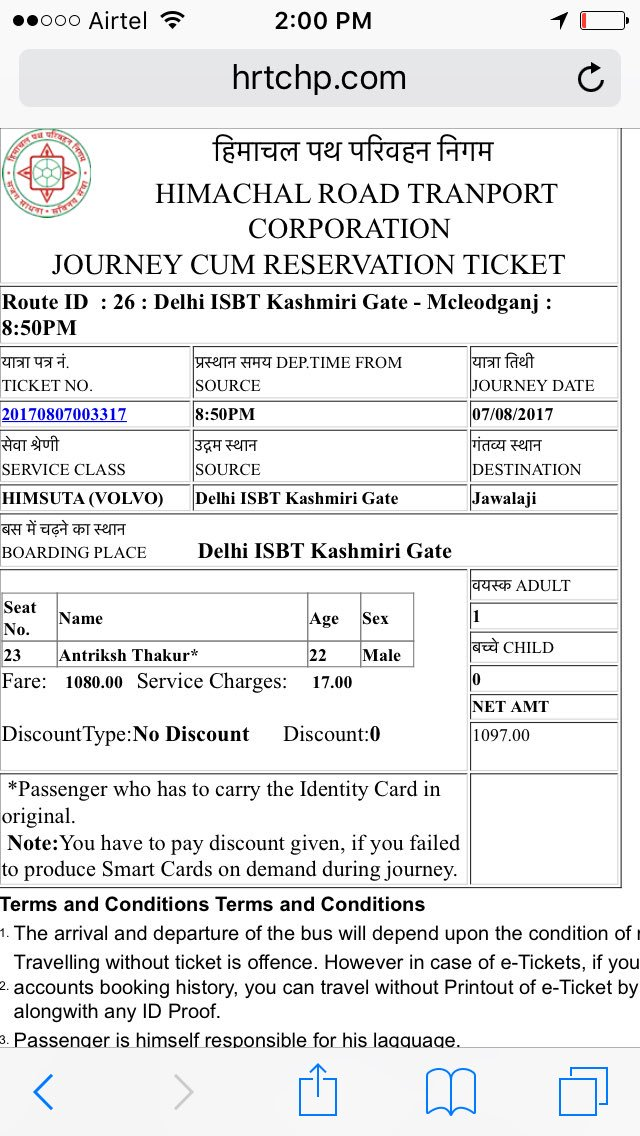 Airtel 2:00 PM
hrtchp.com
हिमाचल पथ परिवहन निगम
HIMACHAL ROAD TRANPORT
CORPORATION
JOURNEY CUM RESERVATION TICKET
Route ID : 26 : Delhi ISBT Kashmiri Gate - Mcleodganj :
8:50PM
यात्रा पत्र नं.
TICKET NO.
प्रस्थान समय DEP.TIME FROM
SOURCE
यात्रा तिथी
JOURNEY DATE
20170807003317
8:50PM
07/08/2017
सेवा श्रेणी
SERVICE CLASS
उद्गम स्थान
SOURCE
गंतव्य स्थान
DESTINATION
HIMSUTA (VOLVO)
Delhi ISBT Kashmiri Gate
Jawalaji
बस में चढ़ने का स्थान
BOARDING PLACE Delhi ISBT Kashmiri Gate
Seat
No. Name Age Sex
23 Antriksh Thakur* 22 Male
Fare: 1080.00 Service Charges: 17.00
DiscountType:No Discount Discount:0
वयस्क ADULT
1
बच्चे CHILD
0
NET AMT
1097.00
*Passenger who has to carry the Identity Card in
original.
Note:You have to pay discount given, if you failed
to produce Smart Cards on demand during journey.
Terms and Conditions Terms and Conditions
1. The arrival and departure of the bus will depend upon the condition of
Travelling without ticket is offence. However in case of e-Tickets, if you
2. accounts booking history, you can travel without Printout of e-Ticket by
alongwith any ID Proof.
3. Passenger is himself responsible for his laguuage.